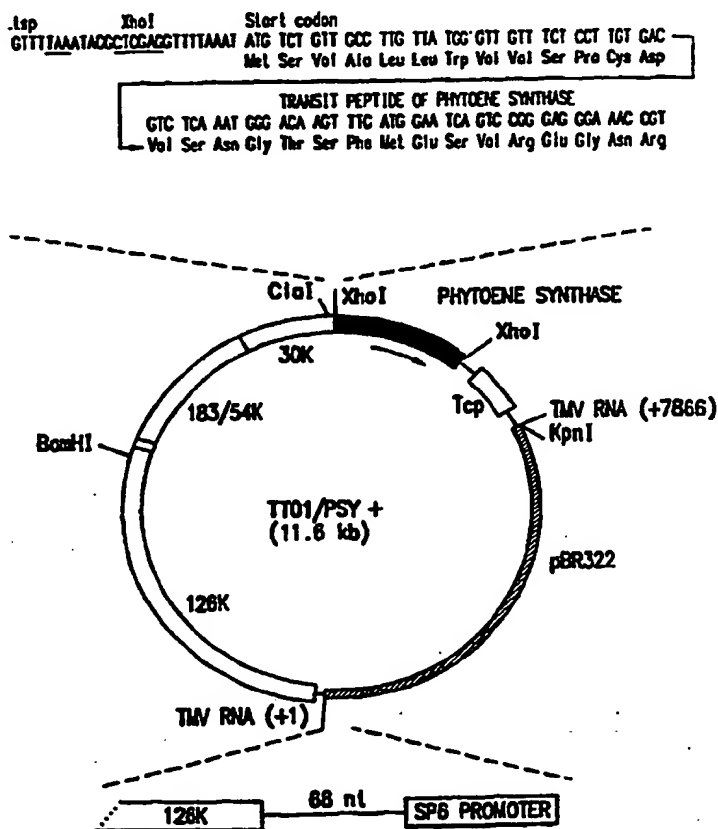 .tsp XhoI Start codon
GTTTTAAATACGCTCGAGGTTTTAAAT ATG TCT GTT GCC TTG TTA TGG GTT GTT TCT CCT TGT GAC
Met Ser Val Ala Leu Leu Trp Val Val Ser Pro Cys Asp
TRANSIT PEPTIDE OF PHYTOENE SYNTHASE
GTC TCA AAT GGG ACA AGT TTC ATG GAA TCA GTC CGG GAG GGA AAC CGT
Val Ser Asn Gly Thr Ser Phe Met Glu Ser Val Arg Glu Gly Asn Arg
ClaI XhoI PHYTOENE SYNTHASE
XhoI
30K
Tcp
TMV RNA (+7866)
KpnI
183/54K
BamHI
TTO1/PSY +
(11.6 kb)
pBR322
126K
TMV RNA (+1)
126K 68 nt SP6 PROMOTER